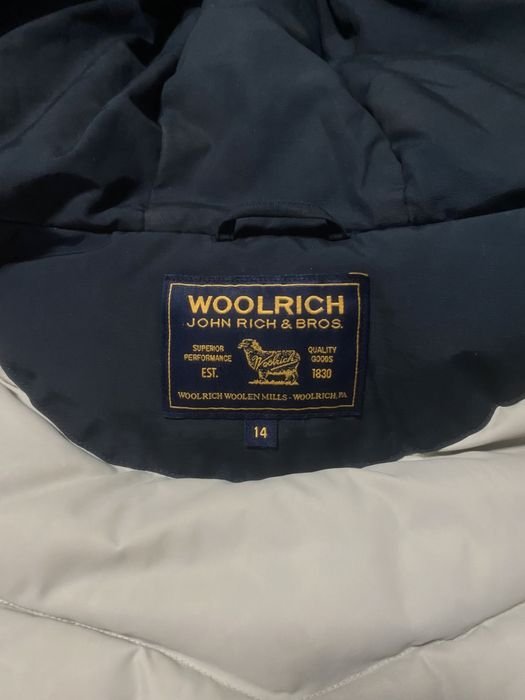 WOOLRICH
JOHN RICH & BROS.
SUPERIOR PERFORMANCE
EST.
Woolrich
QUALITY GOODS
1830
WOOLRICH WOOLEN MILLS - WOOLRICH, PA
14